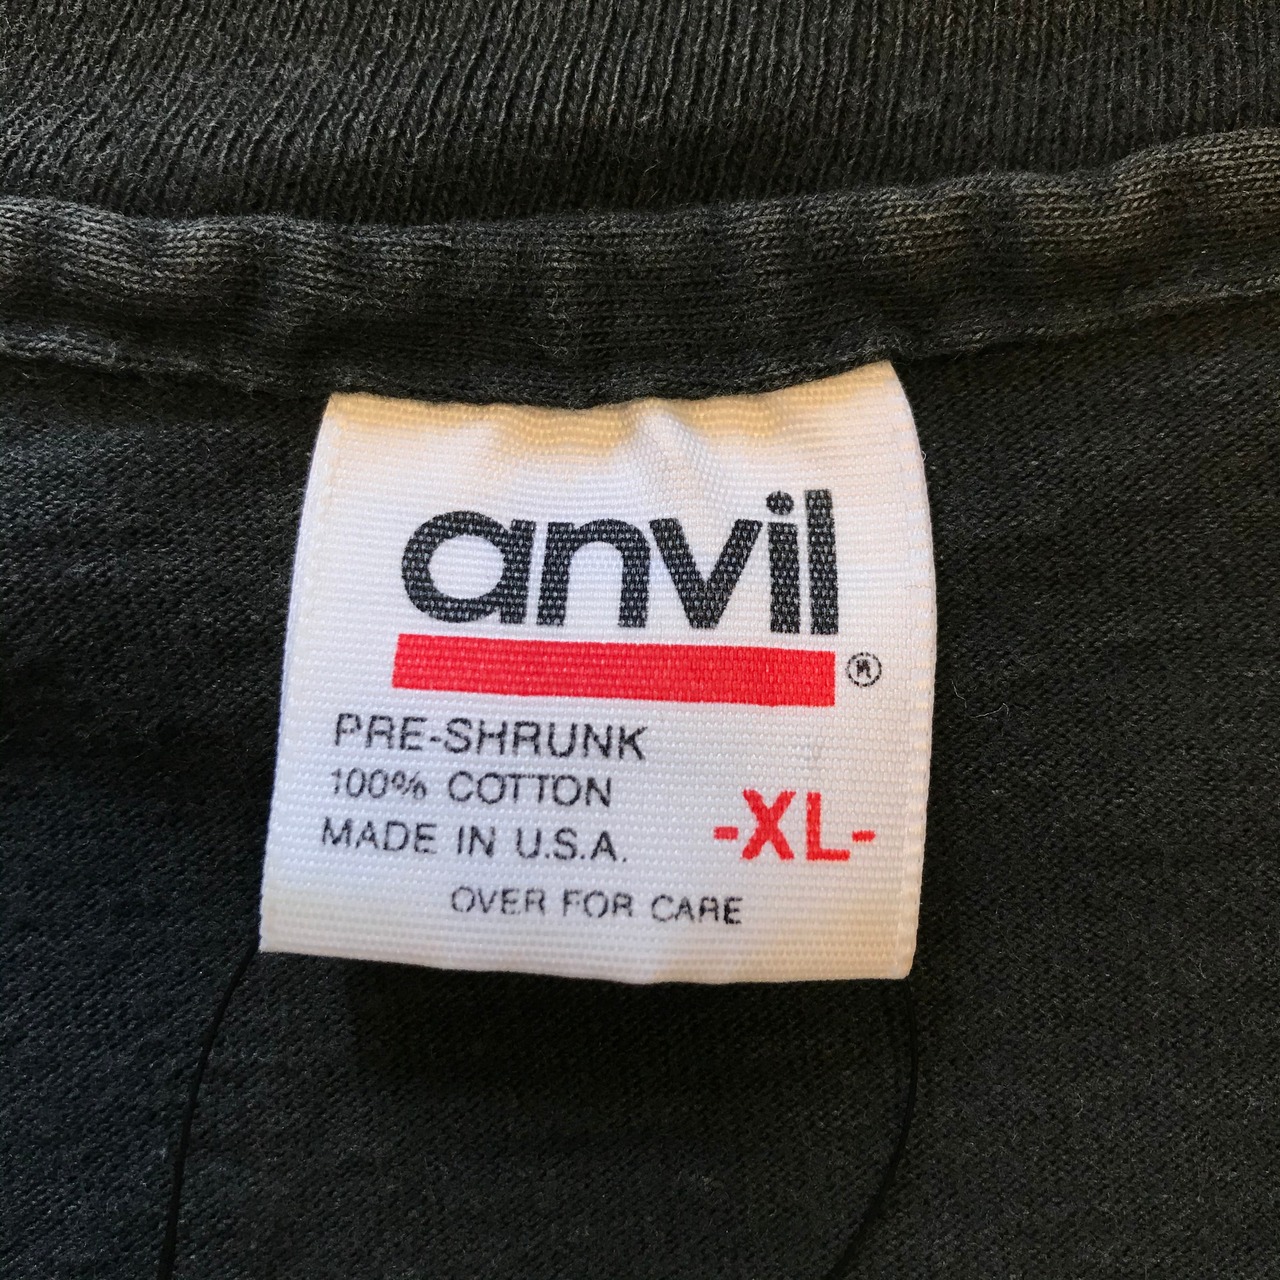 anvil
®
PRE-SHRUNK
100% COTTON
MADE IN U.S.A.
-XL-
OVER FOR CARE